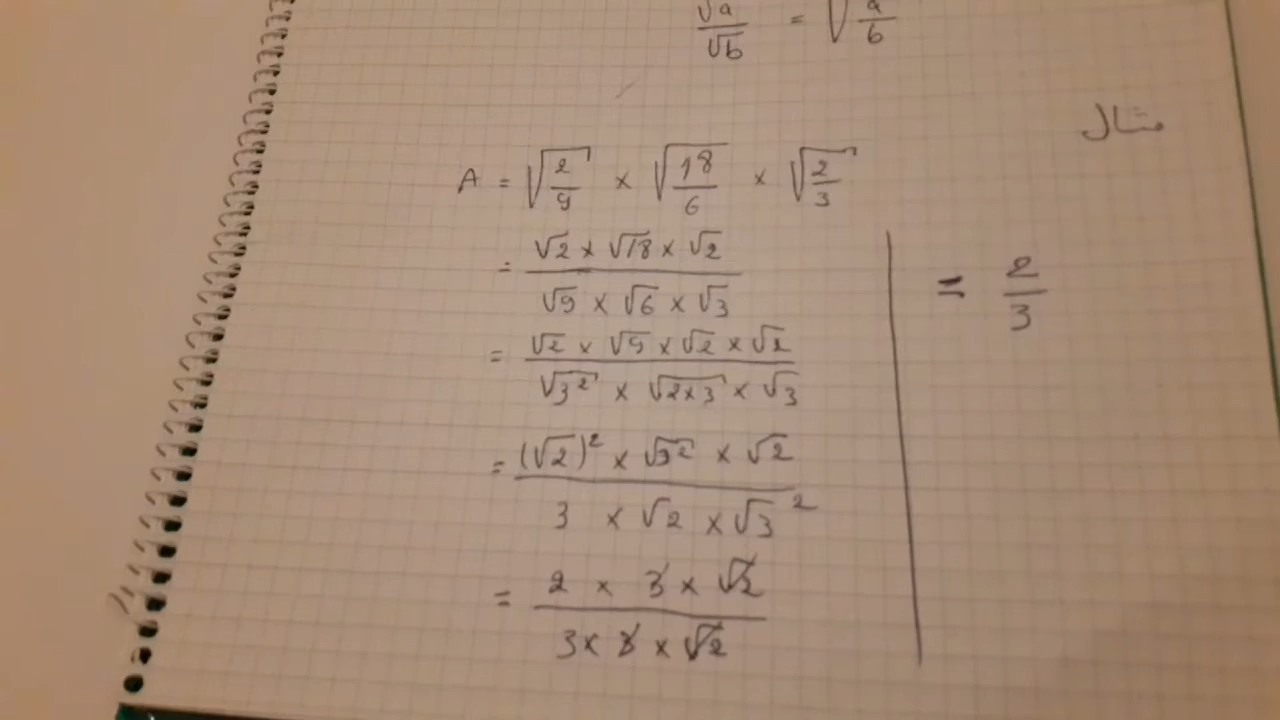 √a/√b = √(a/b)
مثال
A = √(2/9) × √(18/6) × √(2/3)
= (√2 × √18 × √2)/(√9 × √6 × √3)
= (√2 × √9 × √2 × √2)/(√3² × √2×3 × √3)
= ((√2)² × √3² × √2)/(3 × √2 × √3²)
= (2 × 3 × √2)/(3 × 3 × √2)
= 2/3